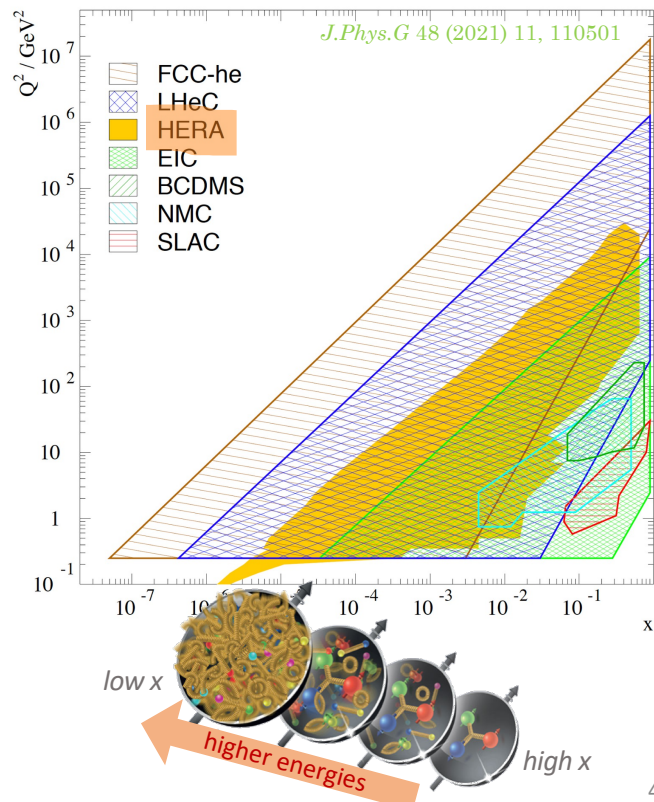 J.Phys.G 48 (2021) 11, 110501
Q² / GeV²
10⁷
10⁶
10⁵
10⁴
10³
10²
10
1
10⁻¹
FCC-he
LHeC
HERA
EIC
BCDMS
NMC
SLAC
10⁻⁷ 10⁻⁶ 10⁻⁴ 10⁻³ 10⁻² 10⁻¹ x
low x
higher energies
high x